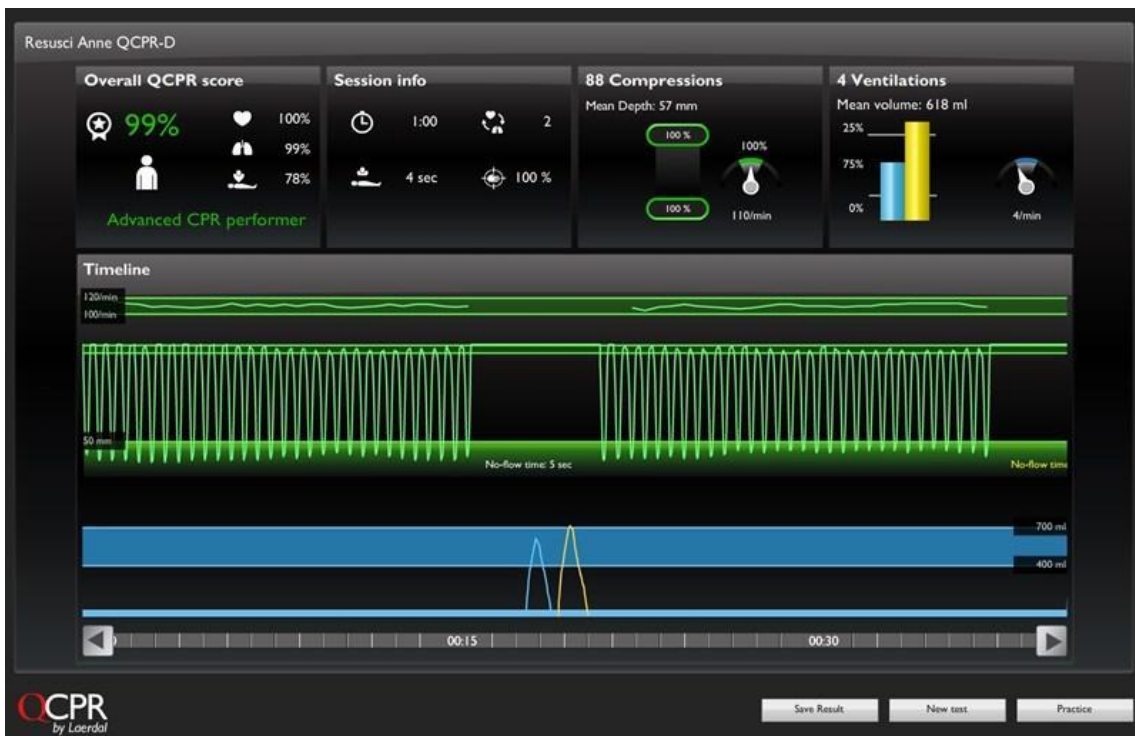 Resusci Anne QCPR-D
Overall QCPR score
99%
100%
99%
78%
Advanced CPR performer
Session info
1:00
2
4 sec
100 %
88 Compressions
Mean Depth: 57 mm
100 %
100%
100 %
110/min
4 Ventilations
Mean volume: 618 ml
25%
75%
0%
4/min
Timeline
120/min
100/min
50 mm
No-flow time: 5 sec
No-flow time
700 ml
400 ml
00:15
00:30
QCPR
by Laerdal
Save Result
New test
Practice